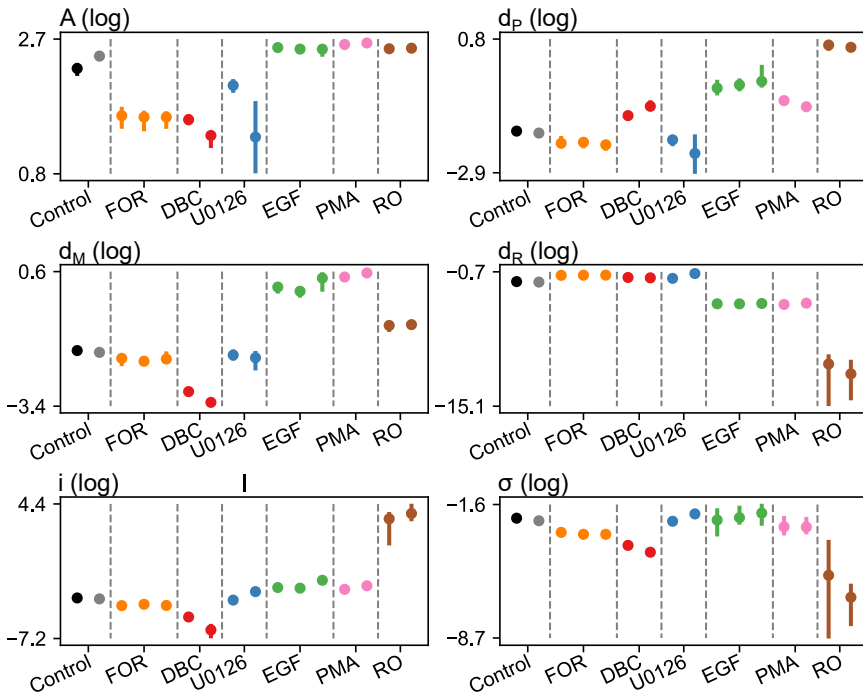 A (log)
2.7
0.8
Control FOR DBC U0126 EGF PMA RO
d_P (log)
0.8
−2.9
Control FOR DBC U0126 EGF PMA RO
d_M (log)
0.6
−3.4
Control FOR DBC U0126 EGF PMA RO
d_R (log)
−0.7
−15.1
Control FOR DBC U0126 EGF PMA RO
i (log)
4.4
−7.2
Control FOR DBC U0126 EGF PMA RO
σ (log)
−1.6
−8.7
Control FOR DBC U0126 EGF PMA RO